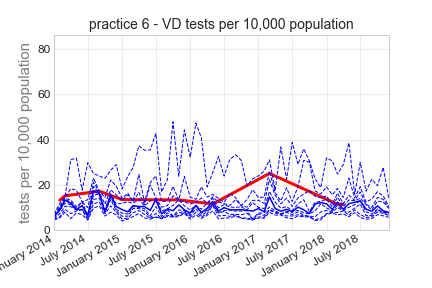 practice 6 - VD tests per 10,000 population
tests per 10,000 population
80
60
40
20
0
nuary 2014
July 2014
January 2015
July 2015
January 2016
July 2016
January 2017
July 2017
January 2018
July 2018